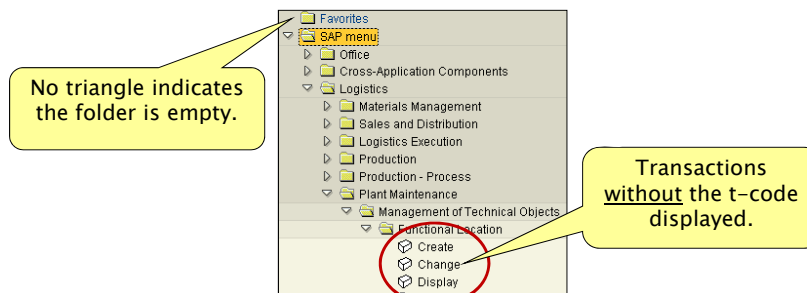 Favorites
SAP menu
Office
Cross-Application Components
Logistics
Materials Management
Sales and Distribution
Logistics Execution
Production
Production - Process
Plant Maintenance
Management of Technical Objects
Functional Location
Create
Change
Display
No triangle indicates
the folder is empty.
Transactions
without the t-code
displayed.